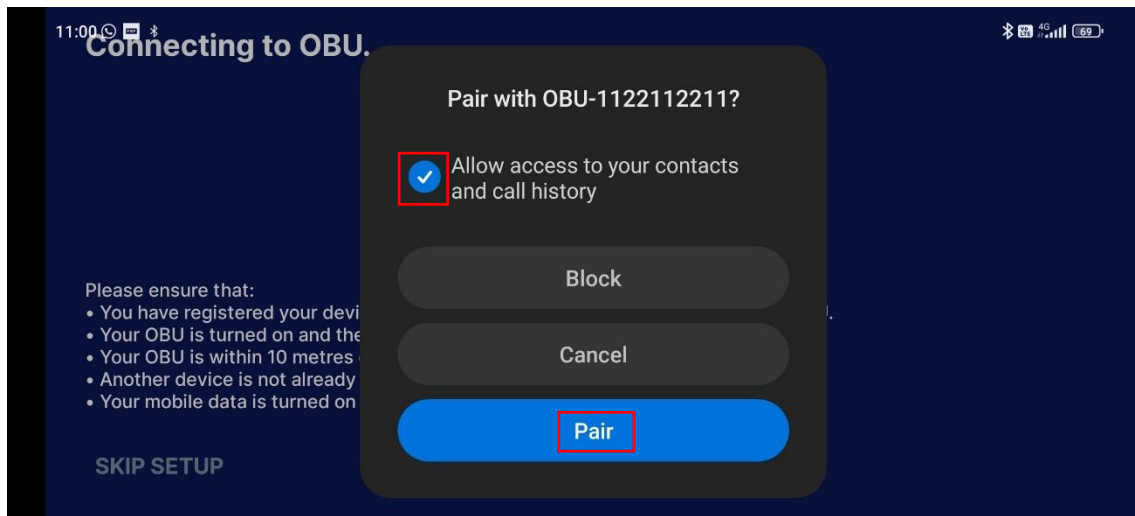 11:00
4G
69
Connecting to OBU.
Pair with OBU-1122112211?
Allow access to your contacts
and call history
Block
Cancel
Pair
Please ensure that:
• You have registered your devi
• Your OBU is turned on and the
• Your OBU is within 10 metres
• Another device is not already
• Your mobile data is turned on
SKIP SETUP